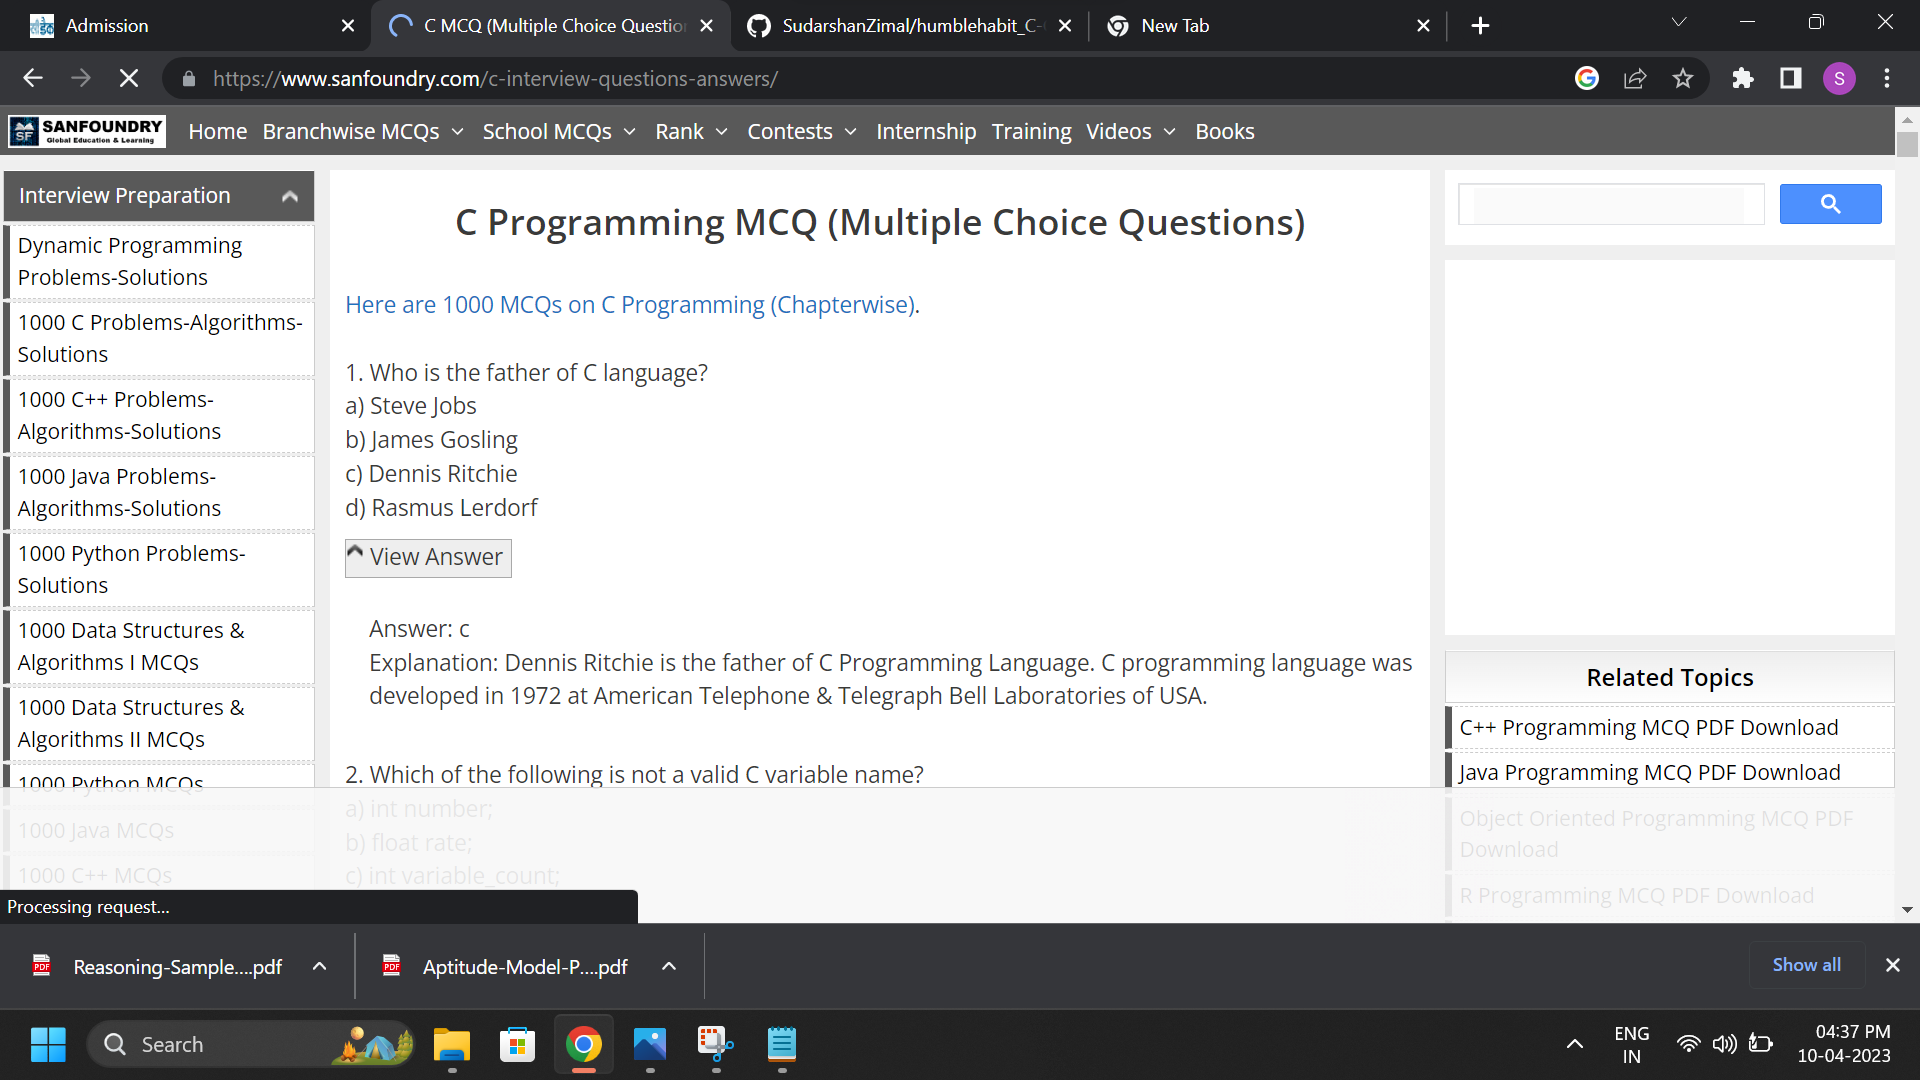 Admission
C MCQ (Multiple Choice Question
SudarshanZimal/humblehabit_C-
New Tab
https://www.sanfoundry.com/c-interview-questions-answers/
S
SF
SANFOUNDRY
Global Education & Learning
Home
Branchwise MCQs
School MCQs
Rank
Contests
Internship
Training
Videos
Books
Interview Preparation
Dynamic Programming
Problems-Solutions
1000 C Problems-Algorithms-
Solutions
1000 C++ Problems-
Algorithms-Solutions
1000 Java Problems-
Algorithms-Solutions
1000 Python Problems-
Solutions
1000 Data Structures &
Algorithms I MCQs
1000 Data Structures &
Algorithms II MCQs
1000 Python MCQs
1000 Java MCQs
1000 C++ MCQs
C Programming MCQ (Multiple Choice Questions)
Here are 1000 MCQs on C Programming (Chapterwise).
1. Who is the father of C language?
a) Steve Jobs
b) James Gosling
c) Dennis Ritchie
d) Rasmus Lerdorf
View Answer
Answer: c
Explanation: Dennis Ritchie is the father of C Programming Language. C programming language was
developed in 1972 at American Telephone & Telegraph Bell Laboratories of USA.
2. Which of the following is not a valid C variable name?
a) int number;
b) float rate;
c) int variable_count;
Related Topics
C++ Programming MCQ PDF Download
Java Programming MCQ PDF Download
Object Oriented Programming MCQ PDF
Download
R Programming MCQ PDF Download
Processing request...
PDF
Reasoning-Sample....pdf
PDF
Aptitude-Model-P....pdf
Show all
Search
ENG
IN
04:37 PM
10-04-2023